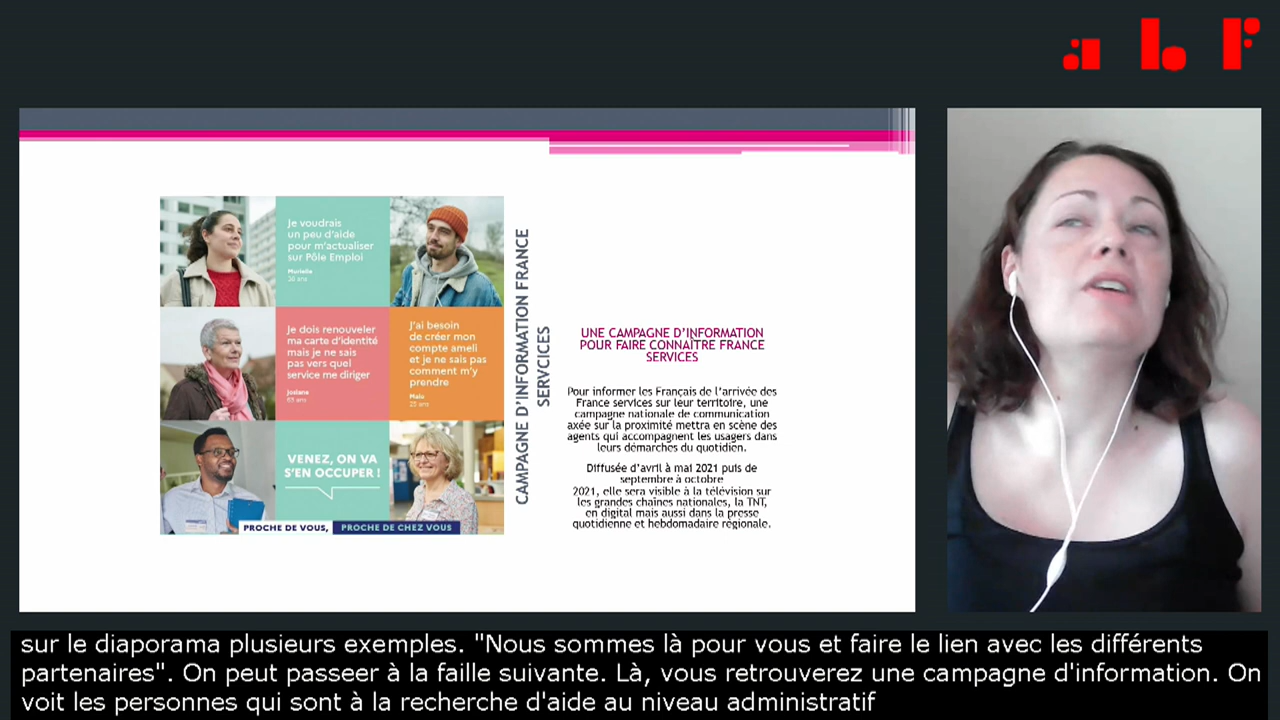 abf
Je voudrais
un peu d'aide
pour m'actualiser
sur Pôle Emploi
Murielle
Je dois renouveler
ma carte d'identité
mais je ne sais
pas vers quel
service me diriger
Josiane
65 ans
J'ai besoin
de créer mon
compte ameli
et je ne sais pas
comment m'y
prendre
Malo
25 ans
VENEZ, ON VA
S'EN OCCUPER !
PROCHE DE VOUS, PROCHE DE CHEZ VOUS
CAMPAGNE D'INFORMATION FRANCE
SERVCICES
UNE CAMPAGNE D'INFORMATION
POUR FAIRE CONNAÎTRE FRANCE
SERVICES
Pour informer les Français de l'arrivée des
France services sur leur territoire, une
campagne nationale de communication
axée sur la proximité mettra en scène des
agents qui accompagnent les usagers dans
leurs démarches du quotidien.
Diffusée d'avril à mai 2021 puis de
septembre à octobre
2021, elle sera visible à la télévision sur
les grandes chaînes nationales, la TNT,
en digital mais aussi dans la presse
quotidienne et hebdomadaire régionale.
sur le diaporama plusieurs exemples. "Nous sommes là pour vous et faire le lien avec les différents
partenaires". On peut passeer à la faille suivante. Là, vous retrouverez une campagne d'information. On
voit les personnes qui sont à la recherche d'aide au niveau administratif